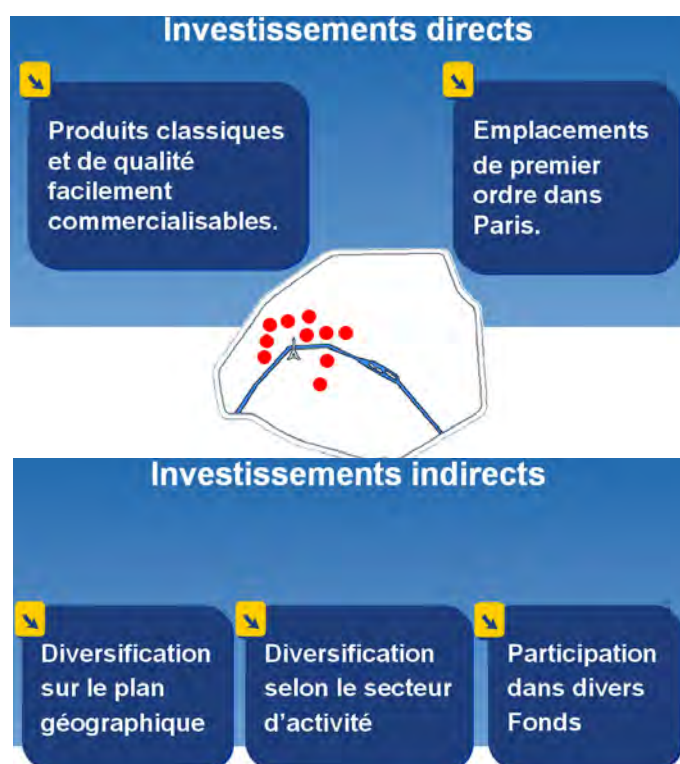 Investissements directs
Produits classiques
et de qualité
facilement
commercialisables.
Emplacements
de premier
ordre dans
Paris.
Investissements indirects
Diversification
sur le plan
géographique
Diversification
selon le secteur
d'activité
Participation
dans divers
Fonds